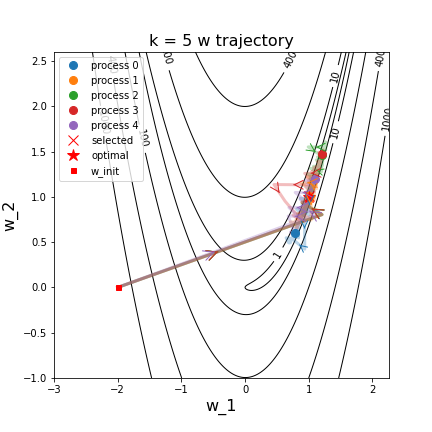 k = 5 w trajectory
process 0
process 1
process 2
process 3
process 4
selected
optimal
w_init
400
400
1000
10
10
1
100
2.5
2.0
1.5
1.0
0.5
0.0
−0.5
−1.0
w_2
−3
−2
−1
0
1
2
w_1